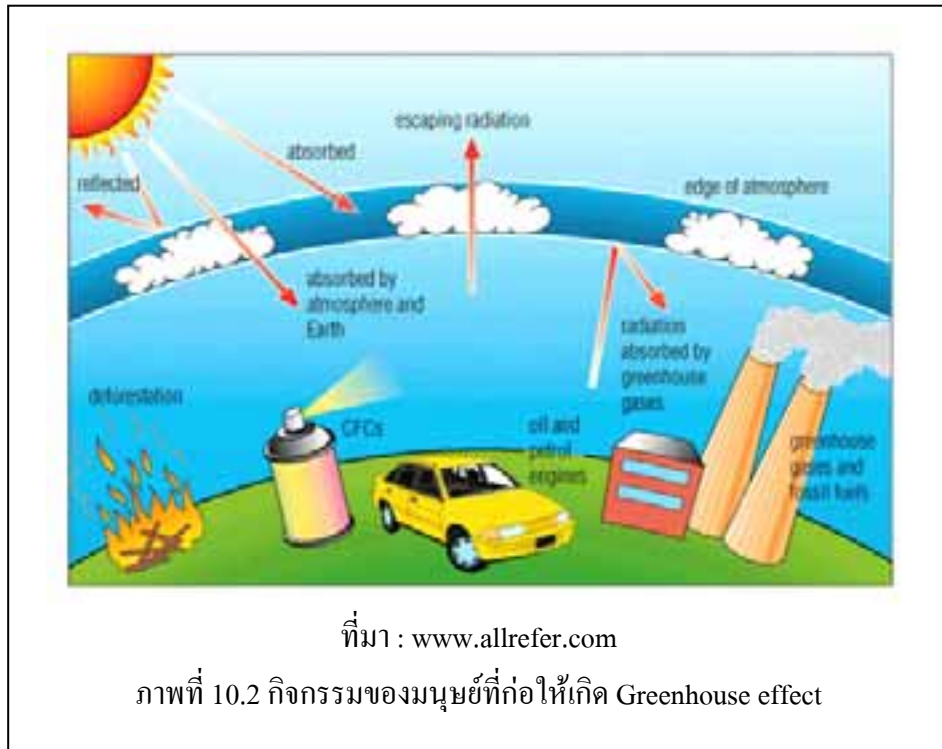 escaping radiation
absorbed
reflected
edge of atmosphere
absorbed by
atmosphere and
Earth
radiation
absorbed by
greenhouse
gases
deforestation
CFCs
oil and
petrol
engines
greenhouse
gases and
fossil fuels
ที่มา : www.allrefer.com
ภาพที่ 10.2 กิจกรรมของมนุษย์ที่ก่อให้เกิด Greenhouse effect